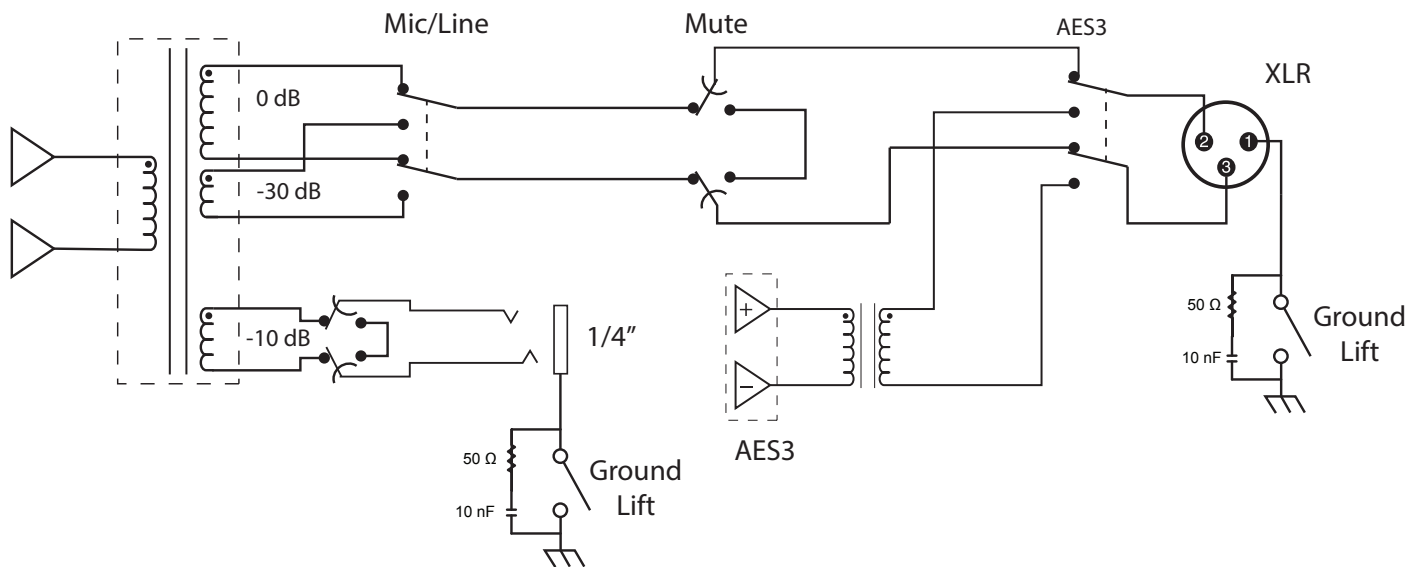 Mic/Line
Mute
AES3
XLR
0 dB
-30 dB
2
1
3
-10 dB
1/4”
+
−
AES3
50 Ω
10 nF
Ground
Lift
50 Ω
10 nF
Ground
Lift